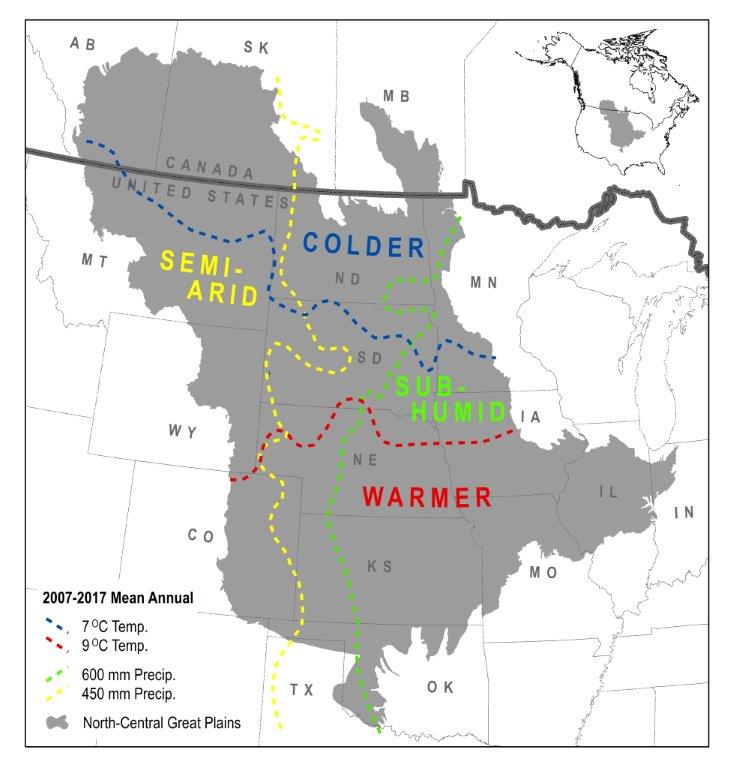 AB
SK
MB
CANADA
UNITED STATES
COLDER
MT
SEMI-
ARID
ND
MN
SD
SUB-
HUMID
IA
WY
NE
WARMER
IL
IN
CO
KS
MO
2007-2017 Mean Annual
7 °C Temp.
9 °C Temp.
600 mm Precip.
450 mm Precip.
North-Central Great Plains
TX
OK